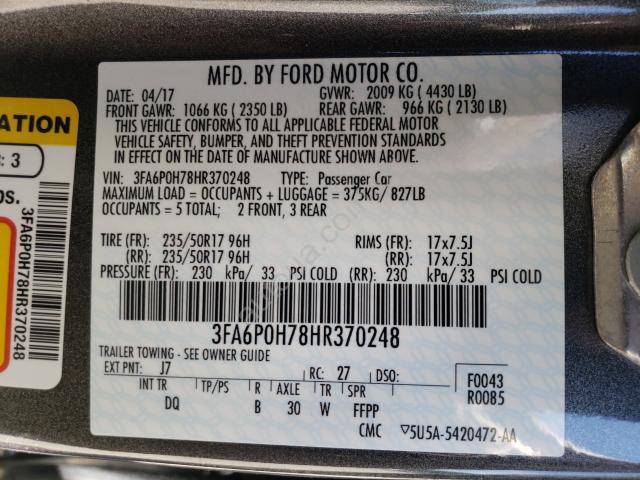 MFD. BY FORD MOTOR CO.
DATE: 04/17 GVWR: 2009 KG ( 4430 LB)
FRONT GAWR: 1066 KG ( 2350 LB) REAR GAWR: 966 KG ( 2130 LB)
THIS VEHICLE CONFORMS TO ALL APPLICABLE FEDERAL MOTOR
VEHICLE SAFETY, BUMPER, AND THEFT PREVENTION STANDARDS
IN EFFECT ON THE DATE OF MANUFACTURE SHOWN ABOVE.
VIN: 3FA6P0H78HR370248 TYPE: Passenger Car
MAXIMUM LOAD = OCCUPANTS + LUGGAGE = 375KG/ 827LB
OCCUPANTS = 5 TOTAL; 2 FRONT, 3 REAR
TIRE (FR): 235/50R17 96H RIMS (FR): 17x7.5J
(RR): 235/50R17 96H (RR): 17x7.5J
PRESSURE (FR): 230 kPa/ 33 PSI COLD (RR): 230 kPa/ 33 PSI COLD
3FA6P0H78HR370248
TRAILER TOWING - SEE OWNER GUIDE
EXT PNT: J7 RC: 27 DSO:
INT TR TP/PS R AXLE TR SPR
DQ B 30 W FFPP
F0043
R0085
CMC 5U5A-5420472-AA
: 3
3FA6P0H78HR370248